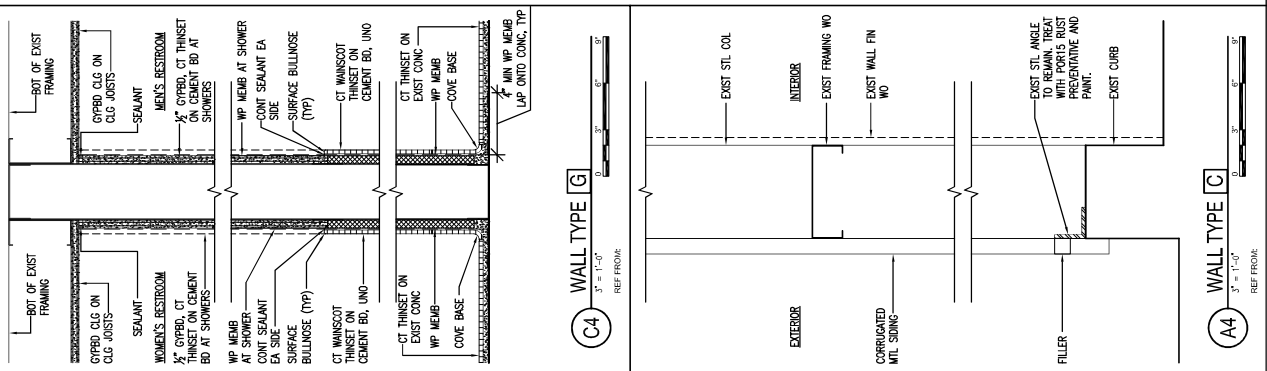 BOT OF EXIST
FRAMING
GYPBD CLG ON
CLG JOISTS
SEALANT
WOMEN'S RESTROOM
½" GYPBD, CT
THINSET ON CEMENT
BD AT SHOWERS
WP MEMB
AT SHOWER
CONT SEALANT
EA SIDE
SURFACE
BULLNOSE (TYP)
CT WAINSCOT
THINSET ON
CEMENT BD, UNO
CT THINSET ON
EXIST CONC
WP MEMB
COVE BASE
BOT OF EXIST
FRAMING
GYPBD CLG ON
CLG JOISTS
SEALANT
MEN'S RESTROOM
½" GYPBD, CT THINSET
ON CEMENT BD AT
SHOWERS
WP MEMB AT SHOWER
CONT SEALANT EA
SIDE
SURFACE BULLNOSE
(TYP)
CT WAINSCOT
THINSET ON
CEMENT BD, UNO
CT THINSET ON
EXIST CONC
WP MEMB
COVE BASE
4" MIN WP MEMB
LAP ONTO CONC, TYP
C4
WALL TYPE G
3" = 1'-0"
REF FROM:
0 3" 6" 9"
EXTERIOR
CORRUGATED
MTL SIDING
FILLER
EXIST STL COL
INTERIOR
EXIST FRAMING WO
EXIST WALL FIN
WO
EXIST STL ANGLE
TO REMAIN. TREAT
WITH POR15 RUST
PREVENTATIVE AND
PAINT.
EXIST CURB
A4
WALL TYPE C
3" = 1'-0"
REF FROM:
0 3" 6" 9"